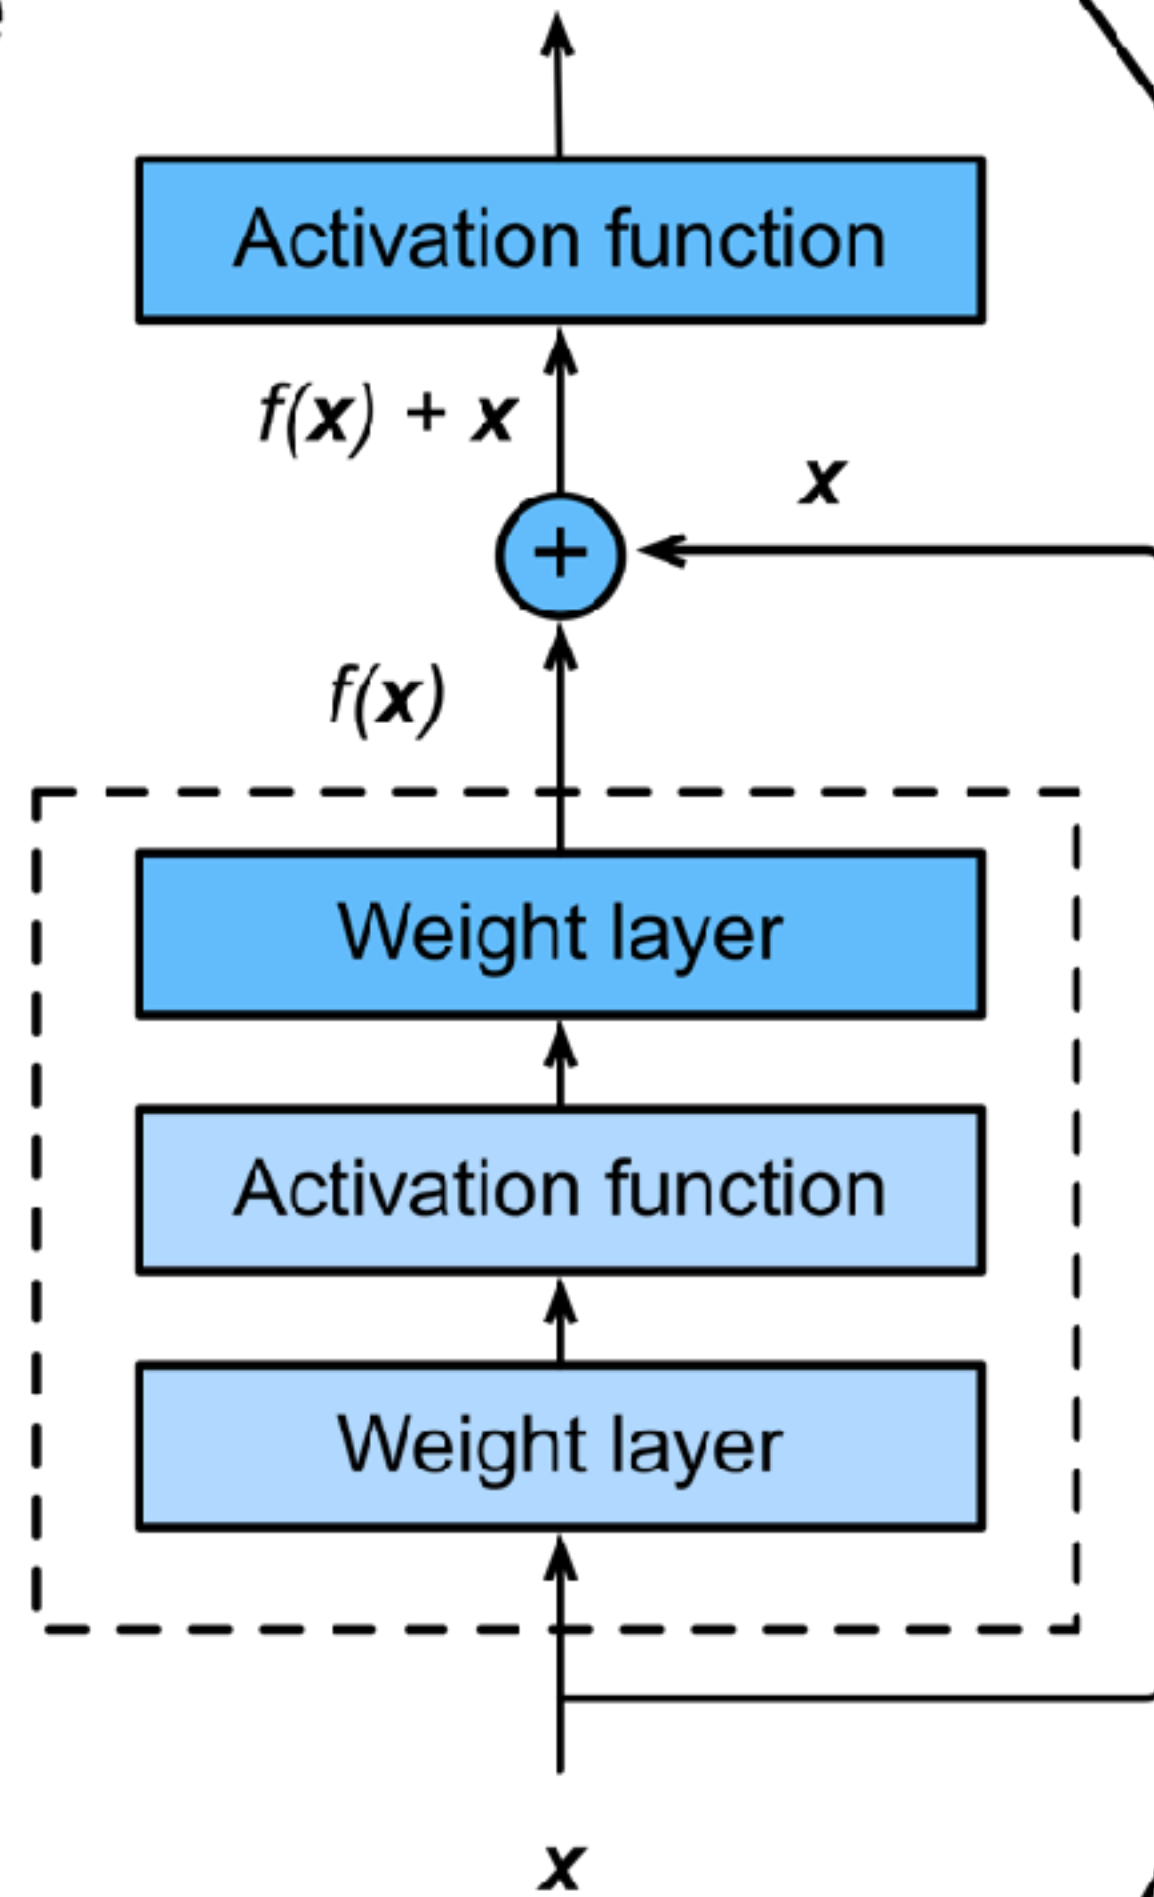 Activation function
f(x) + x
x
+
f(x)
Weight layer
Activation function
Weight layer
x